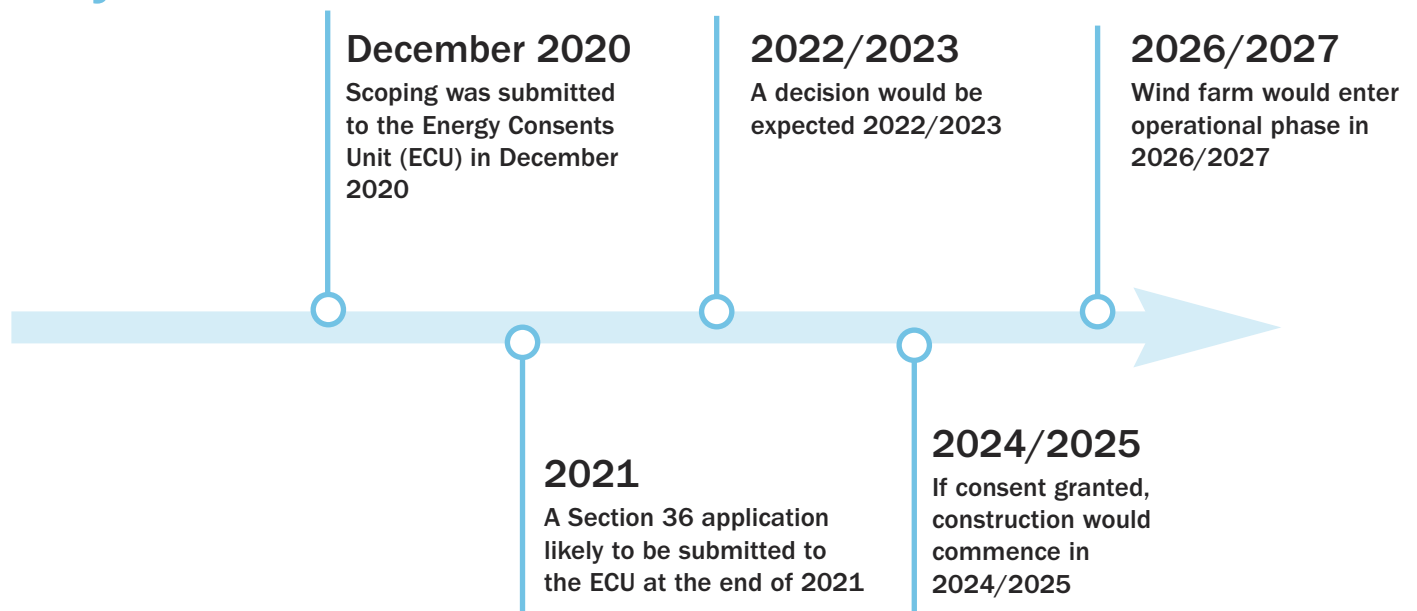 December 2020
Scoping was submitted
to the Energy Consents
Unit (ECU) in December
2020
2021
A Section 36 application
likely to be submitted to
the ECU at the end of 2021
2022/2023
A decision would be
expected 2022/2023
2024/2025
If consent granted,
construction would
commence in
2024/2025
2026/2027
Wind farm would enter
operational phase in
2026/2027